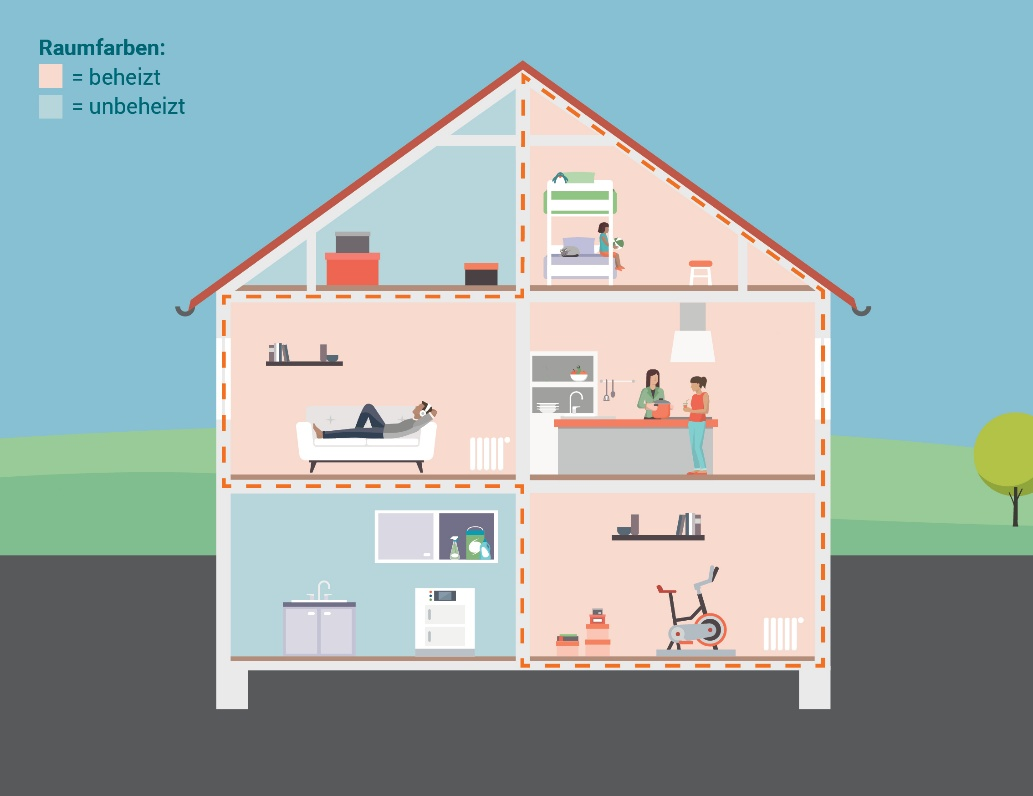 Raumfarben:
= beheizt
= unbeheizt